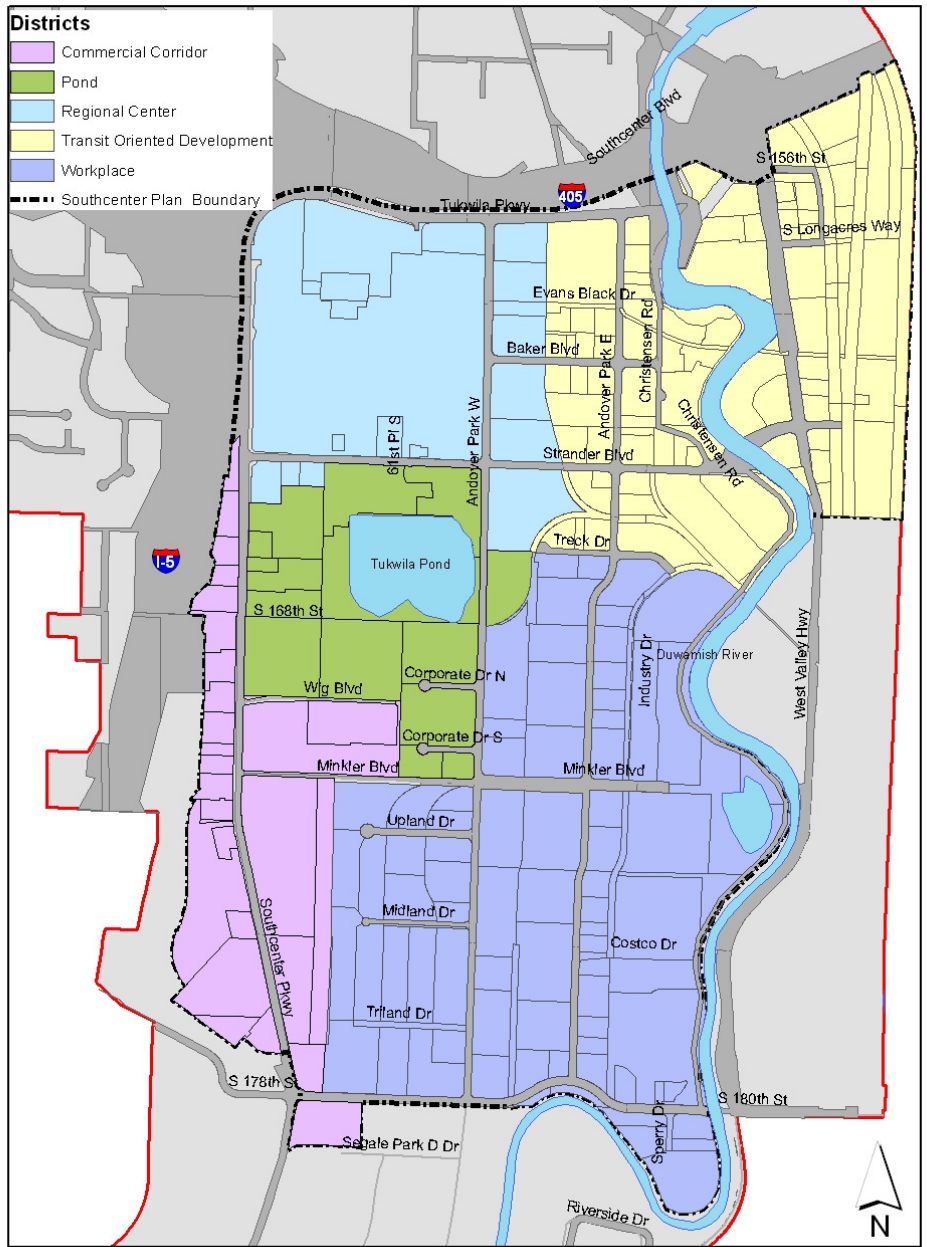 Districts
Commercial Corridor
Pond
Regional Center
Transit Oriented Development
Workplace
Southcenter Plan Boundary
Southcenter Blvd
S 156th St
405
Tukwila Pkwy
S Longacres Way
Evans Black Dr
Christensen Rd
Baker Blvd
Andover Park E
61st Pl S
Andover Park W
Christensen Rd
Strander Blvd
Treck Dr
I-5
Tukwila Pond
S 168th St
Industry Dr
Duwamish River
West Valley Hwy
Corporate Dr N
Wig Blvd
Corporate Dr S
Minkler Blvd
Minkler Blvd
Upland Dr
Midland Dr
Southcenter Pkwy
Costco Dr
Triland Dr
S 178th St
S 180th St
Sperry Dr
Segale Park D Dr
Riverside Dr
N